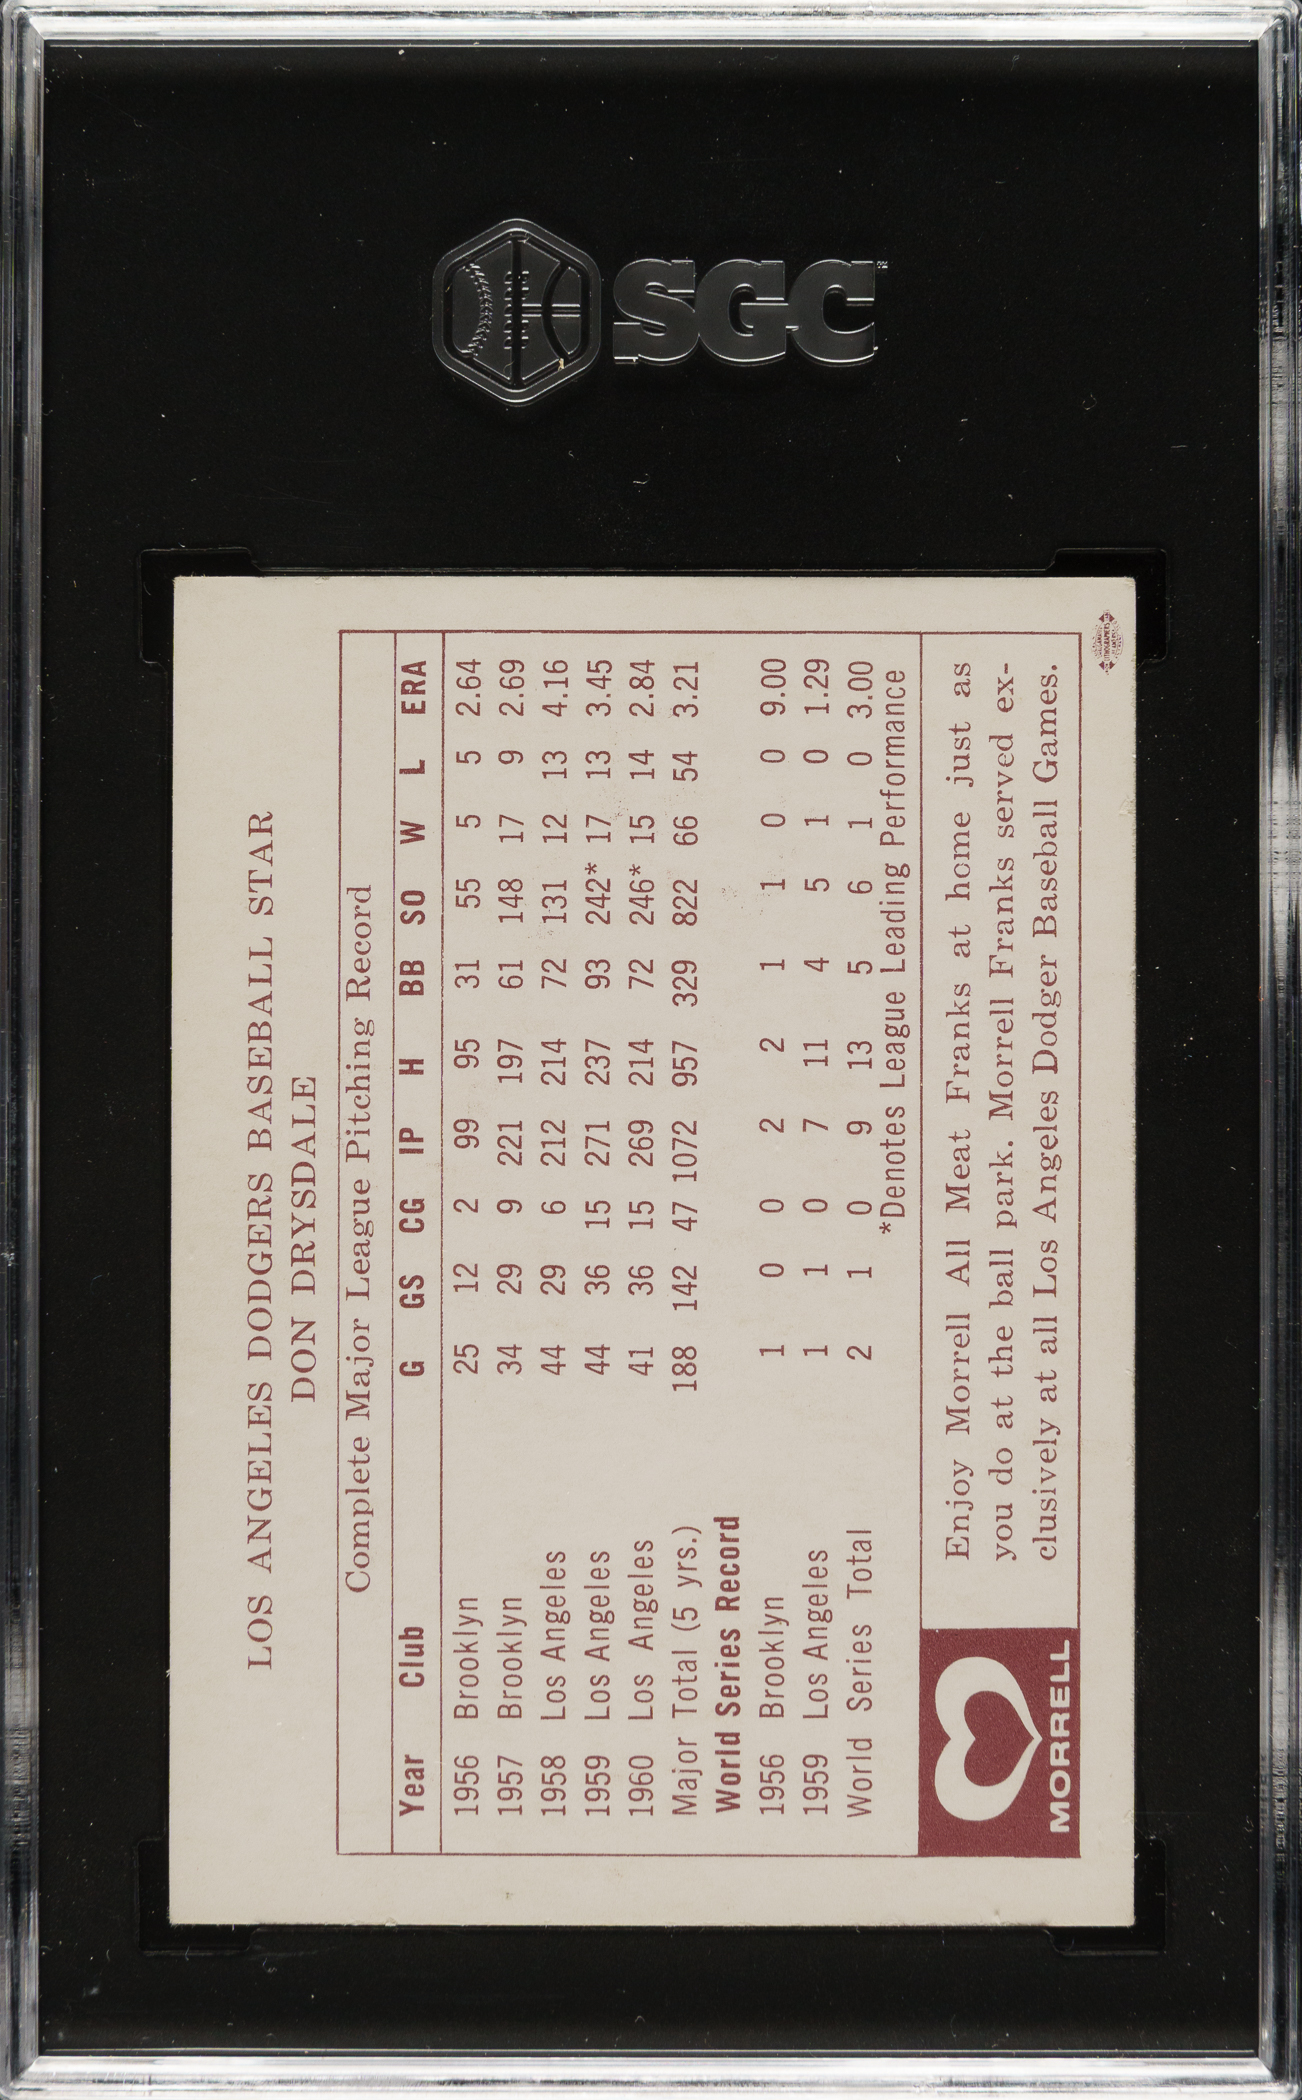 SGC
LOS ANGELES DODGERS BASEBALL STAR
DON DRYSDALE
Complete Major League Pitching Record
Year Club G GS CG IP H BB SO W L ERA
1956 Brooklyn 25 12 2 99 95 31 55 5 5 2.64
1957 Brooklyn 34 29 9 221 197 61 148 17 9 2.69
1958 Los Angeles 44 29 6 212 214 72 131 12 13 4.16
1959 Los Angeles 44 36 15 271 237 93 242* 17 13 3.45
1960 Los Angeles 41 36 15 269 214 72 246* 15 14 2.84
Major Total (5 yrs.) 188 142 47 1072 957 329 822 66 54 3.21
World Series Record
1956 Brooklyn 1 0 0 2 2 1 1 0 0 9.00
1959 Los Angeles 1 1 0 7 11 4 5 1 0 1.29
World Series Total 2 1 0 9 13 5 6 1 0 3.00
*Denotes League Leading Performance
Enjoy Morrell All Meat Franks at home just as
you do at the ball park. Morrell Franks served ex-
clusively at all Los Angeles Dodger Baseball Games.
MORRELL